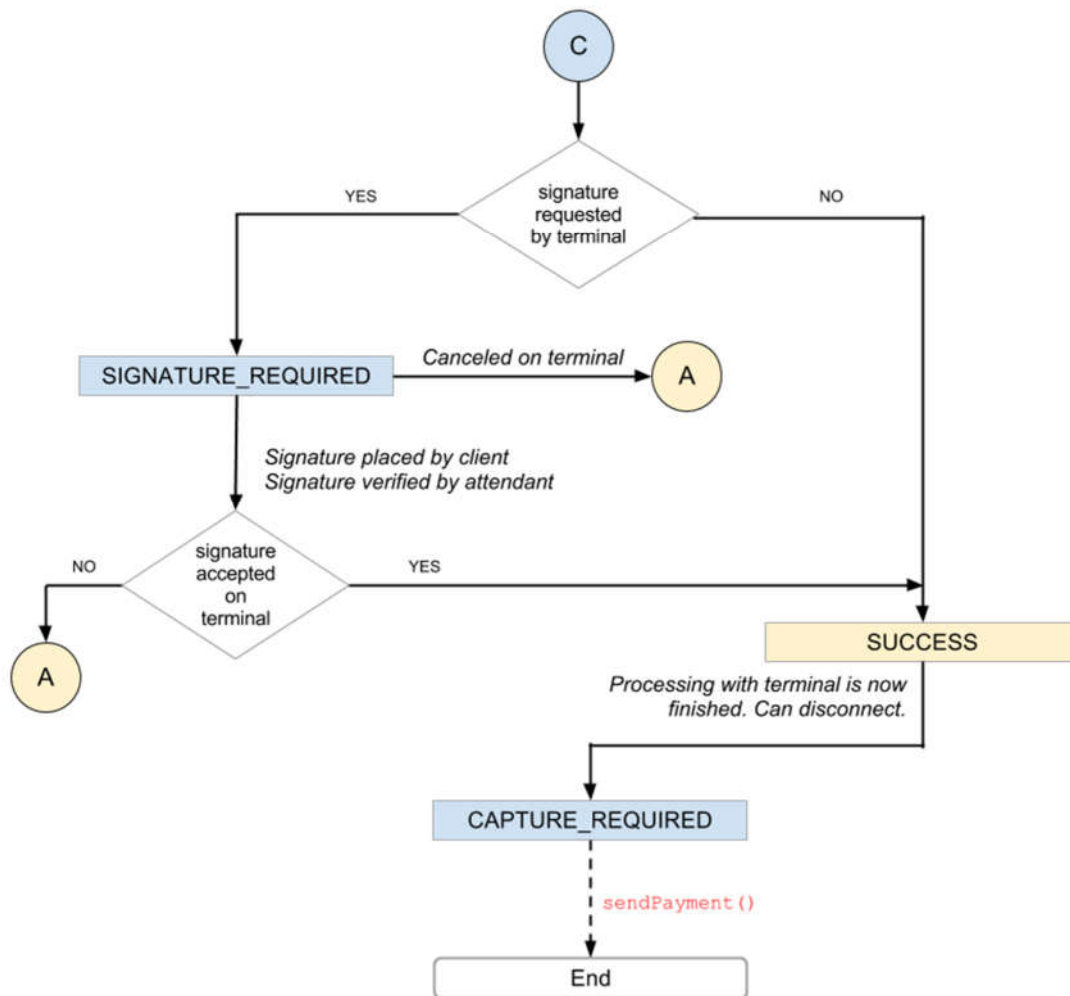 C
YES
signature
requested
by terminal
NO
SIGNATURE_REQUIRED
Canceled on terminal
A
Signature placed by client
Signature verified by attendant
NO
signature
accepted
on
terminal
YES
A
SUCCESS
Processing with terminal is now
finished. Can disconnect.
CAPTURE_REQUIRED
sendPayment()
End